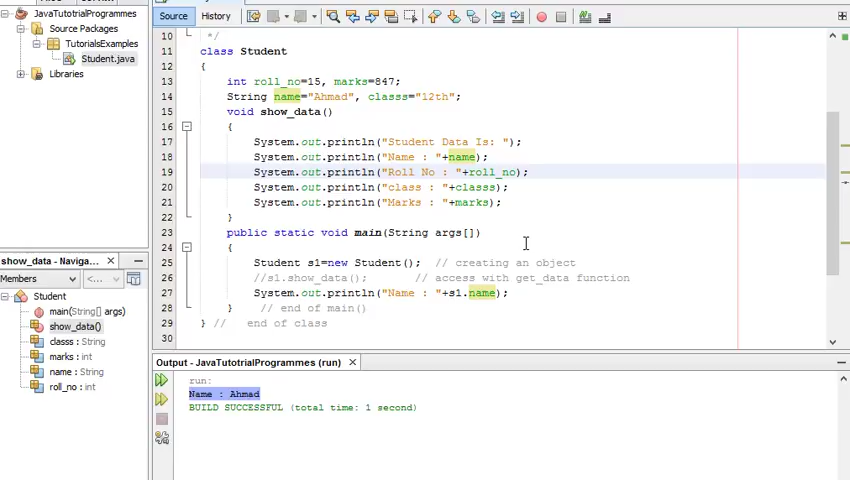 JavaTutotrialProgrammes
Source Packages
TutorialsExamples
Student.java
Libraries
Source
History
10 */
11 class Student
12 {
13 int roll_no=15, marks=847;
14 String name="Ahmad", classs="12th";
15 void show_data()
16 {
17 System.out.println("Student Data Is: ");
18 System.out.println("Name : "+name);
19 System.out.println("Roll No : "+roll_no);
20 System.out.println("class : "+classs);
21 System.out.println("Marks : "+marks);
22 }
23 public static void main(String args[])
24 {
25 Student s1=new Student(); // creating an object
26 //s1.show_data(); // access with get_data function
27 System.out.println("Name : "+s1.name);
28 } // end of main()
29 } // end of class
30
show_data - Naviga...
Members
<...
Student
main(String[] args)
show_data()
classs : String
marks : int
name : String
roll_no : int
Output - JavaTutotrialProgrammes (run)
run:
Name : Ahmad
BUILD SUCCESSFUL (total time: 1 second)